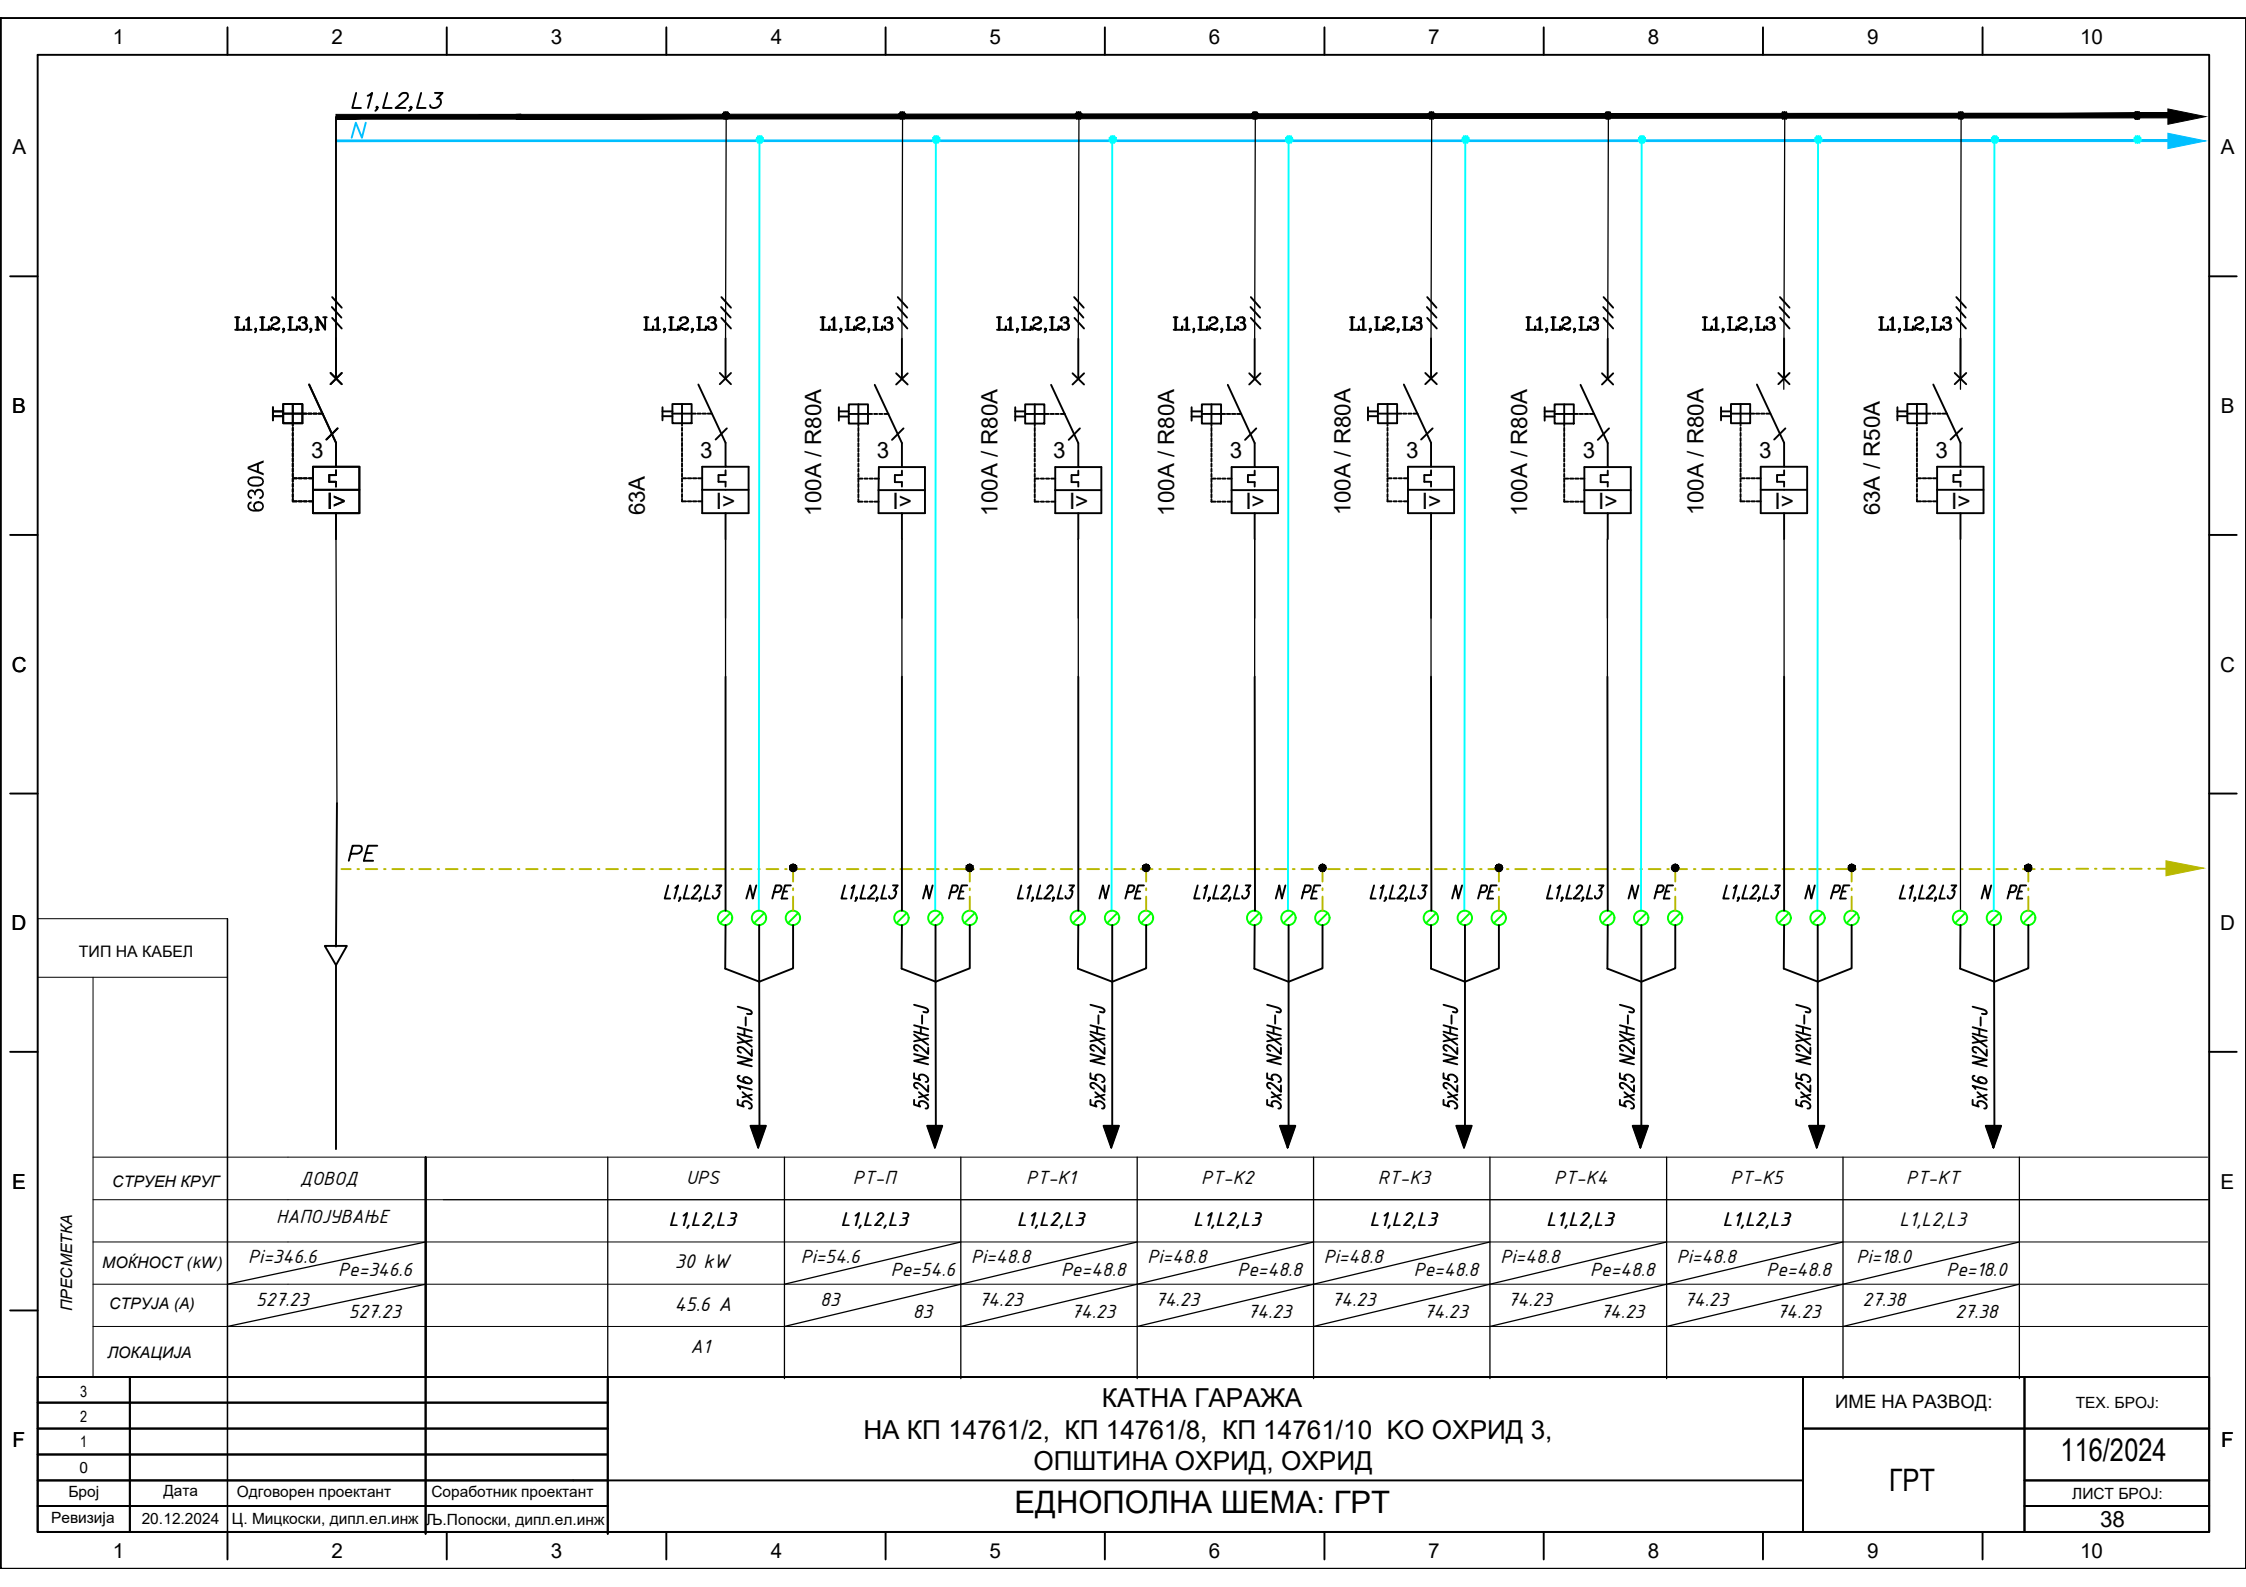 1 2 3 4 5 6 7 8 9 10
L1,L2,L3
N
A A
L1,L2,L3,N L1,L2,L3 L1,L2,L3 L1,L2,L3 L1,L2,L3 L1,L2,L3 L1,L2,L3 L1,L2,L3 L1,L2,L3
B B
3 3 3 3 3 3 3 3 3
630A 63A 100A / R80A 100A / R80A 100A / R80A 100A / R80A 100A / R80A 100A / R80A 63A / R50A
I> I> I> I> I> I> I> I> I>
C C
PE
L1,L2,L3 N PE L1,L2,L3 N PE L1,L2,L3 N PE L1,L2,L3 N PE L1,L2,L3 N PE L1,L2,L3 N PE L1,L2,L3 N PE L1,L2,L3 N PE
D D
ТИП НА КАБЕЛ
5x16 N2XH-J 5x25 N2XH-J 5x25 N2XH-J 5x25 N2XH-J 5x25 N2XH-J 5x25 N2XH-J 5x25 N2XH-J 5x16 N2XH-J
E E
ПРЕСМЕТКА
СТРУЕН КРУГ ДОВОД UPS РТ-П РТ-К1 РТ-К2 RТ-К3 РТ-К4 РТ-К5 РТ-КТ
НАПОЈУВАЊЕ L1,L2,L3 L1,L2,L3 L1,L2,L3 L1,L2,L3 L1,L2,L3 L1,L2,L3 L1,L2,L3 L1,L2,L3
МОЌНОСТ (kW) Pi=346.6 Pe=346.6 30 kW Pi=54.6 Pe=54.6 Pi=48.8 Pe=48.8 Pi=48.8 Pe=48.8 Pi=48.8 Pe=48.8 Pi=48.8 Pe=48.8 Pi=48.8 Pe=48.8 Pi=18.0 Pe=18.0
СТРУЈА (A) 527.23 527.23 45.6 A 83 83 74.23 74.23 74.23 74.23 74.23 74.23 74.23 74.23 74.23 74.23 27.38 27.38
ЛОКАЦИЈА A1
3
2
1
0
Број Дата Одговорен проектант Соработник проектант
Ревизија 20.12.2024 Ц. Мицкоски, дипл.ел.инж Љ.Попоски, дипл.ел.инж
КАТНА ГАРАЖА
НА КП 14761/2, КП 14761/8, КП 14761/10 КО ОХРИД 3,
ОПШТИНА ОХРИД, ОХРИД
ЕДНОПОЛНА ШЕМА: ГРТ
ИМЕ НА РАЗВОД:
ГРТ
ТЕХ. БРОЈ:
116/2024
ЛИСТ БРОЈ:
38
F F
1 2 3 4 5 6 7 8 9 10